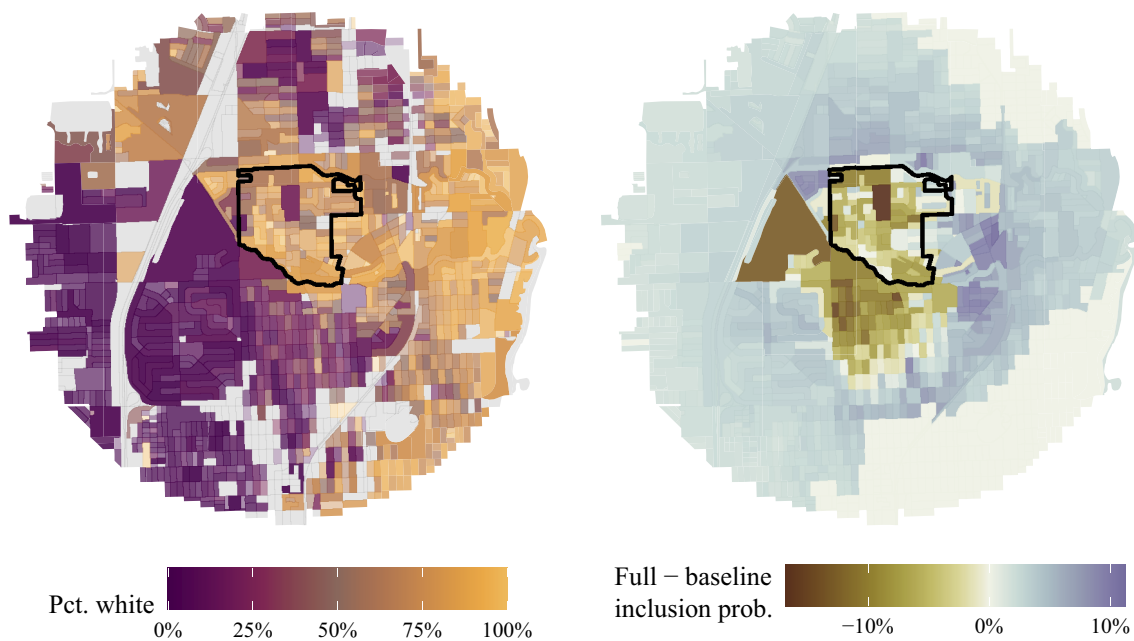 Pct. white
0% 25% 50% 75% 100%
Full − baseline
inclusion prob.
−10% 0% 10%